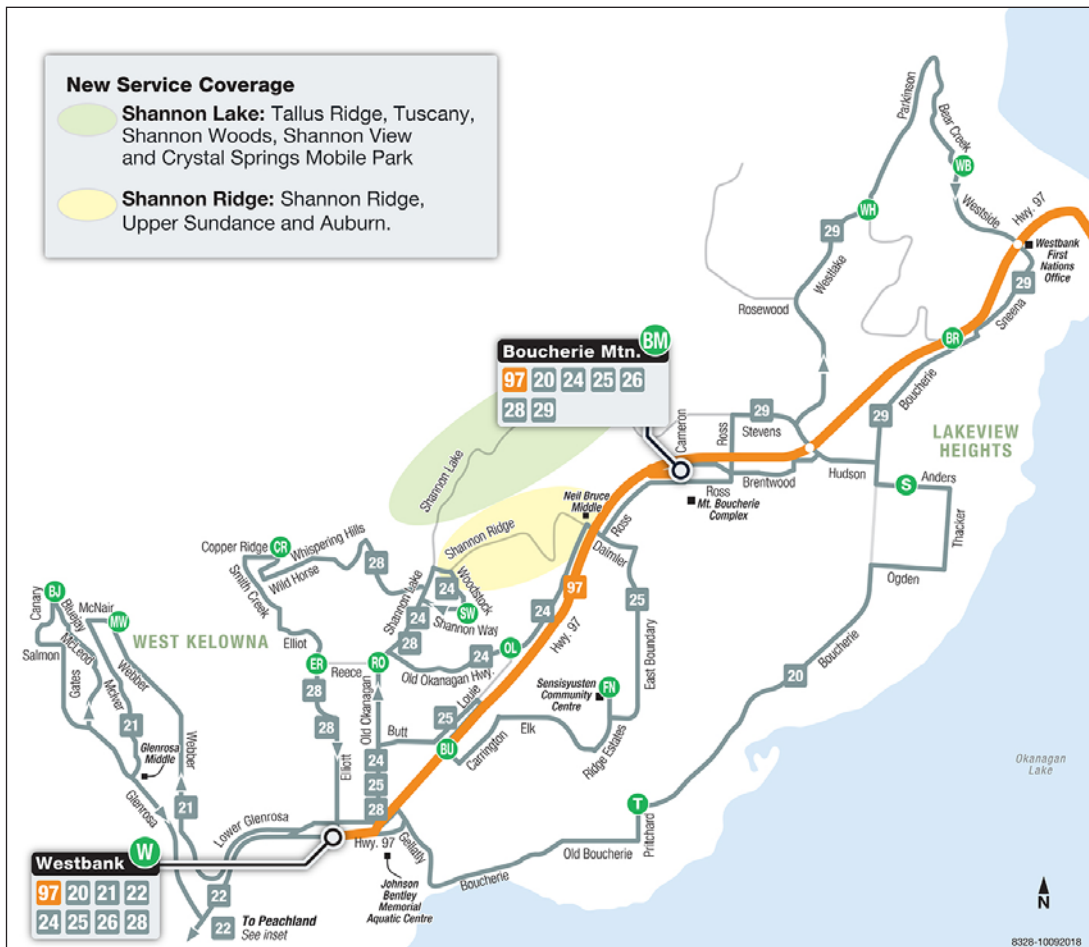 New Service Coverage
Shannon Lake: Tallus Ridge, Tuscany,
Shannon Woods, Shannon View
and Crystal Springs Mobile Park
Shannon Ridge: Shannon Ridge,
Upper Sundance and Auburn.
Parkinson
Bear Creek
WB
Westside
Hwy. 97
Westbank
First
Nations
Office
WH
29
Westlake
Rosewood
29
Sneena
BR
Boucherie
Boucherie Mtn.
BM
97 20 24 25 26
28 29
Cameron
Ross
29
Stevens
29
LAKEVIEW
HEIGHTS
Hudson
Brentwood
Ross
Mt. Boucherie
Complex
S
Anders
Thacker
Ogden
Shannon Lake
Neil Bruce
Middle
Ross
Shannon Ridge
Daimler
Copper Ridge
CR
Whispering Hills
28
Wild Horse
Smith Creek
Woodstock
24
SW
Shannon Way
Shannon Lake
24
28
97
24
25
Hwy. 97
East Boundary
BJ
Canary
Bluejay
McNair
MW
WEST KELOWNA
Salmon
McLeod
Gates
McIver
Webber
21
Elliot
ER
Reece
RO
24
OL
Old Okanagan Hwy.
28
28
Old Okanagan
Louie
25
Butt
BU
Carrington
Elk
Sensisyusten
Community
Centre
FN
Ridge Estates
Boucherie
20
Glenrosa
Middle
Webber
Elliott
24
25
28
Okanagan
Lake
Glenrosa
21
Lower Glenrosa
Hwy. 97
Gellatly
T
Pritchard
Old Boucherie
Boucherie
Westbank
W
97 20 21 22
24 25 26 28
22
22
To Peachland
See inset
Johnson
Bentley
Memorial
Aquatic Centre
N
8328-10092018